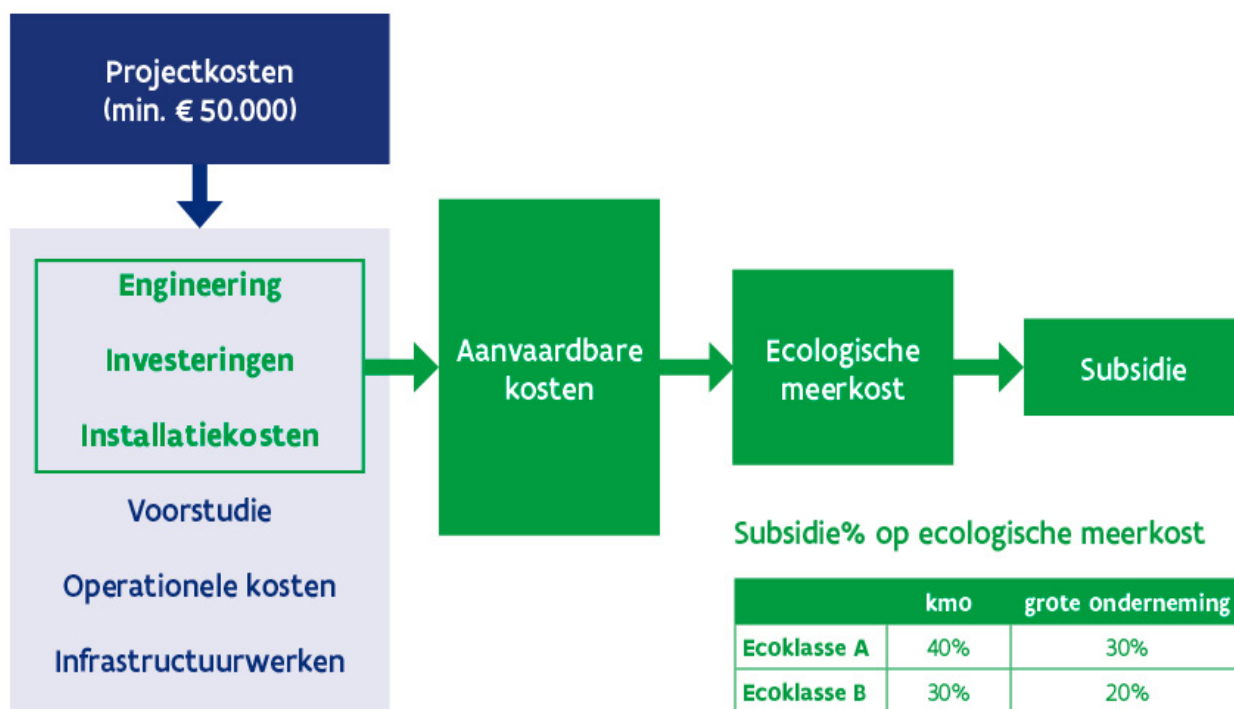 Projectkosten
(min. € 50.000)
Engineering
Investeringen
Installatiekosten
Voorstudie
Operationele kosten
Infrastructuurwerken
Aanvaardbare
kosten
Ecologische
meerkost
Subsidie
Subsidie% op ecologische meerkost
kmo grote onderneming
Ecoklasse A 40% 30%
Ecoklasse B 30% 20%